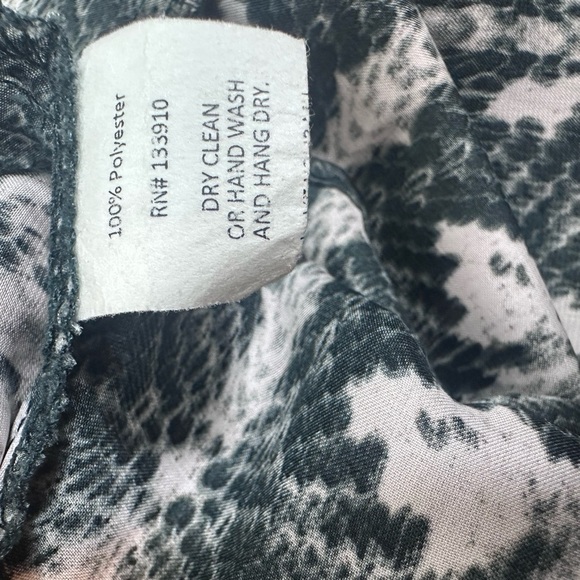 100% Polyester
RN# 133910
DRY CLEAN
OR HAND WASH
AND HANG DRY.